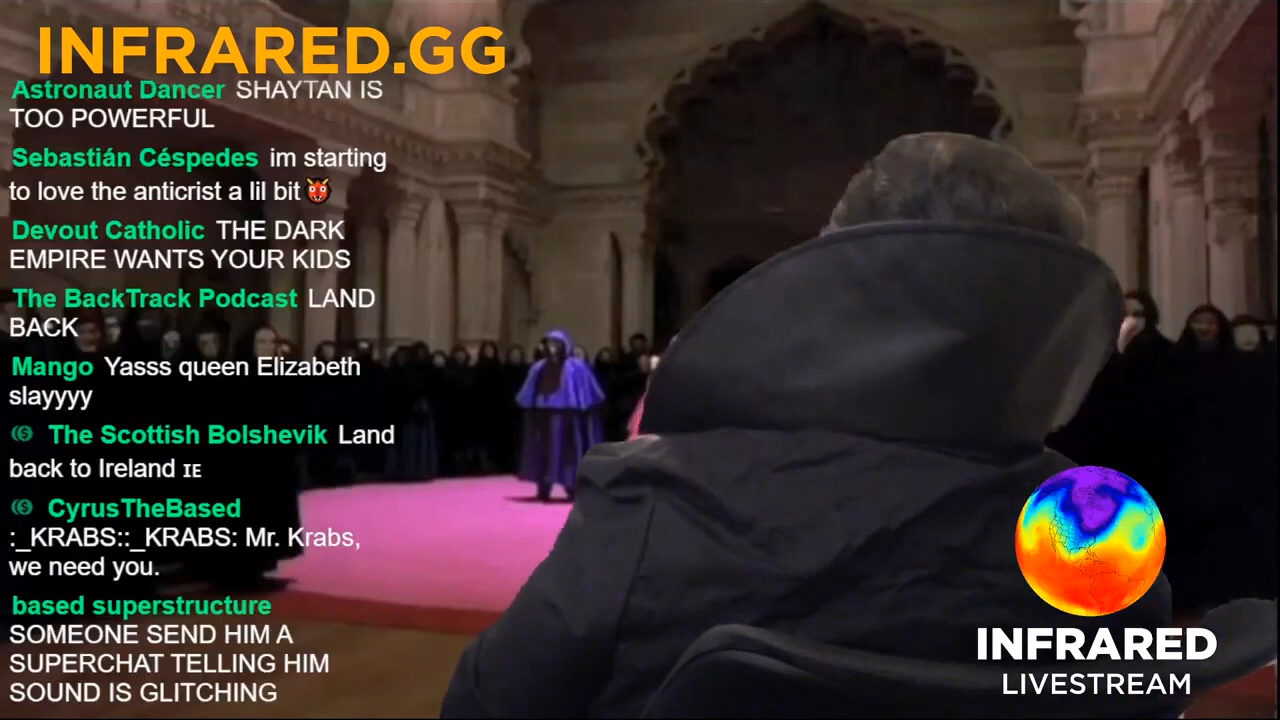 INFRARED.GG
Astronaut Dancer SHAYTAN IS
TOO POWERFUL
Sebastián Céspedes im starting
to love the anticrist a lil bit👹
Devout Catholic THE DARK
EMPIRE WANTS YOUR KIDS
The BackTrack Podcast LAND
BACK
Mango Yasss queen Elizabeth
slayyyy
The Scottish Bolshevik Land
back to Ireland IE
CyrusTheBased
:_KRABS::_KRABS: Mr. Krabs,
we need you.
based superstructure
SOMEONE SEND HIM A
SUPERCHAT TELLING HIM
SOUND IS GLITCHING
INFRARED
LIVESTREAM